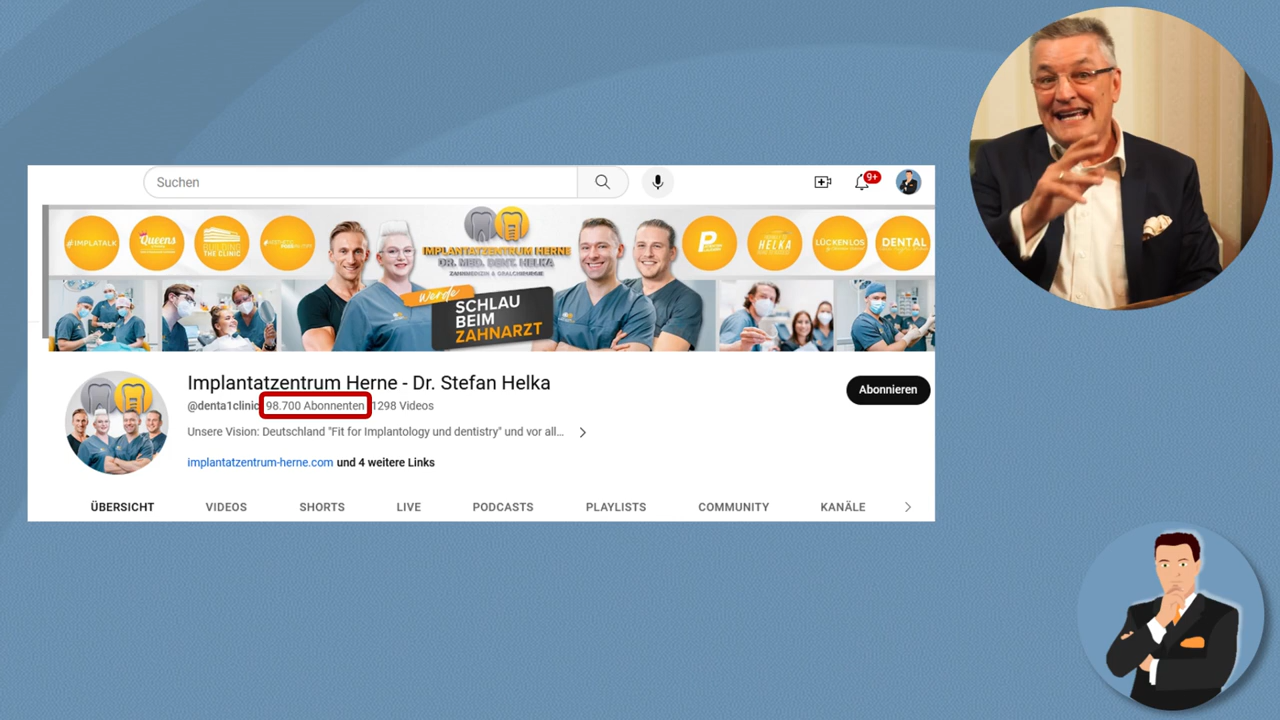 Suchen
9+
#IMPLATALK
Queens
BUILDING
THE CLINIC
IMPLANTATZENTRUM HERNE
DR. MED. DENT. HELKA
ZAHNMEDIZIN & ORALCHIRURGIE
HELKA
LÜCKENLOS
DENTAL
Werde
SCHLAU
BEIM
ZAHNARZT
Implantatzentrum Herne - Dr. Stefan Helka
@denta1clinic 98.700 Abonnenten 1298 Videos
Abonnieren
Unsere Vision: Deutschland "Fit for Implantology und dentistry" und vor all...
implantatzentrum-herne.com und 4 weitere Links
ÜBERSICHT VIDEOS SHORTS LIVE PODCASTS PLAYLISTS COMMUNITY KANÄLE